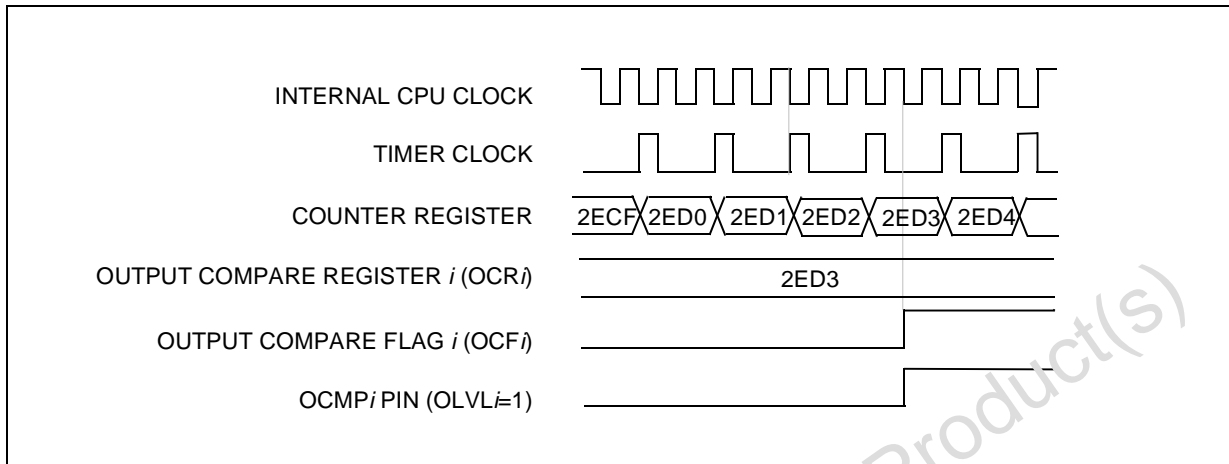 INTERNAL CPU CLOCK
TIMER CLOCK
COUNTER REGISTER 2ECF 2ED0 2ED1 2ED2 2ED3 2ED4
OUTPUT COMPARE REGISTER i (OCRi) 2ED3
OUTPUT COMPARE FLAG i (OCFi)
OCMPi PIN (OLVLi=1)
Product(s)